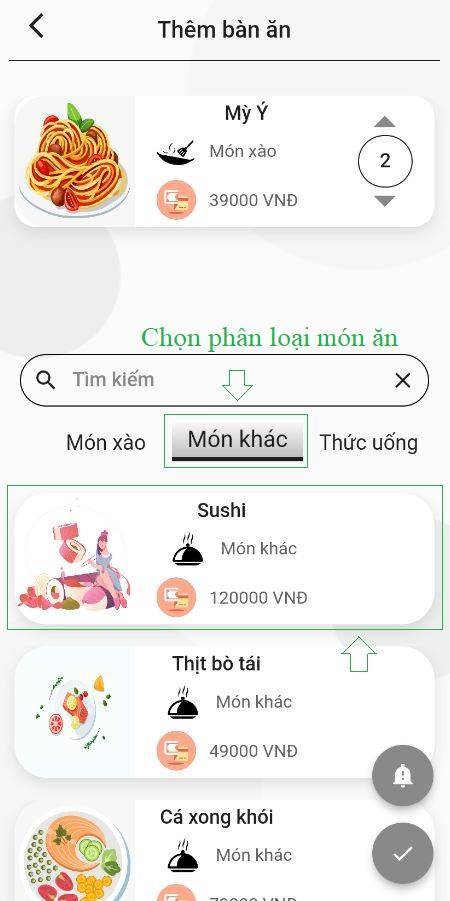 Thêm bàn ăn
Mỳ Ý
Món xào
2
39000 VNĐ
Chọn phân loại món ăn
Tìm kiếm
Món xào
Món khác
Thức uống
Sushi
Món khác
120000 VNĐ
Thịt bò tái
Món khác
49000 VNĐ
Cá xong khói
Món khác